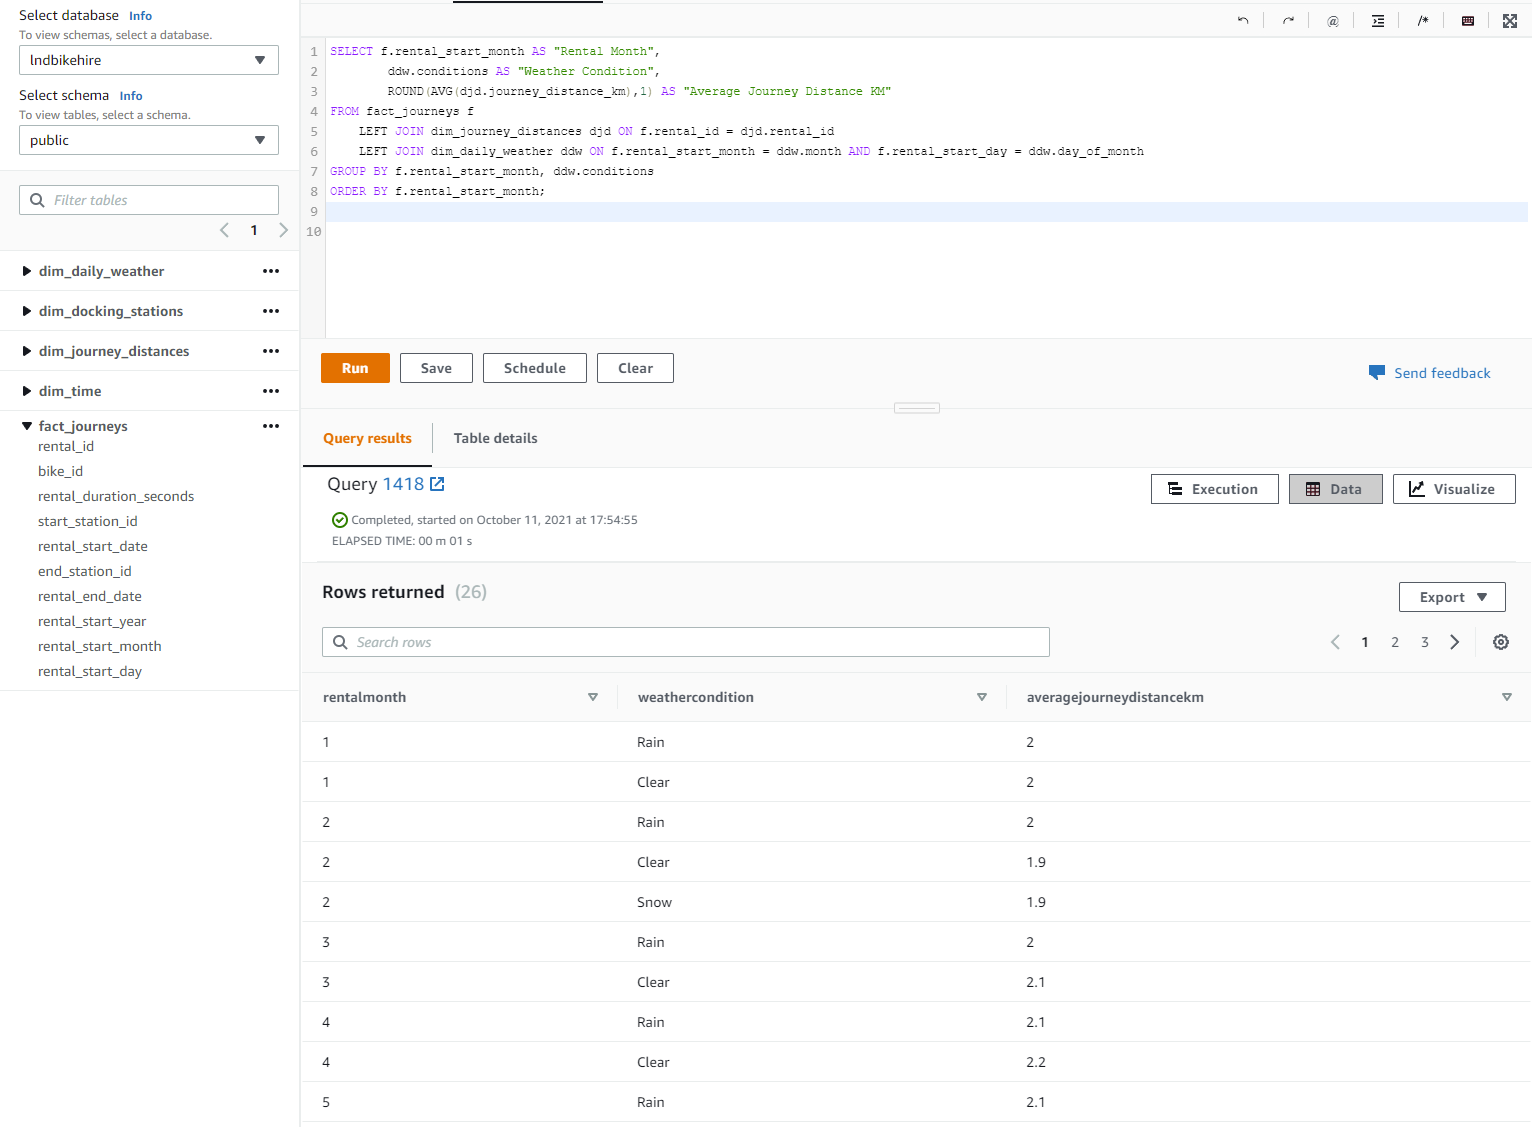 Select database Info
To view schemas, select a database.
lndbikehire
Select schema Info
To view tables, select a schema.
public
Filter tables
1
dim_daily_weather
dim_docking_stations
dim_journey_distances
dim_time
fact_journeys
rental_id
bike_id
rental_duration_seconds
start_station_id
rental_start_date
end_station_id
rental_end_date
rental_start_year
rental_start_month
rental_start_day
@ /*
1 SELECT f.rental_start_month AS "Rental Month",
2 ddw.conditions AS "Weather Condition",
3 ROUND(AVG(djd.journey_distance_km),1) AS "Average Journey Distance KM"
4 FROM fact_journeys f
5 LEFT JOIN dim_journey_distances djd ON f.rental_id = djd.rental_id
6 LEFT JOIN dim_daily_weather ddw ON f.rental_start_month = ddw.month AND f.rental_start_day = ddw.day_of_month
7 GROUP BY f.rental_start_month, ddw.conditions
8 ORDER BY f.rental_start_month;
9
10
Run Save Schedule Clear
Send feedback
Query results Table details
Query 1418
Execution Data Visualize
Completed, started on October 11, 2021 at 17:54:55
ELAPSED TIME: 00 m 01 s
Rows returned (26)
Export
Search rows
1 2 3
rentalmonth weathercondition averagejourneydistancekm
1 Rain 2
1 Clear 2
2 Rain 2
2 Clear 1.9
2 Snow 1.9
3 Rain 2
3 Clear 2.1
4 Rain 2.1
4 Clear 2.2
5 Rain 2.1